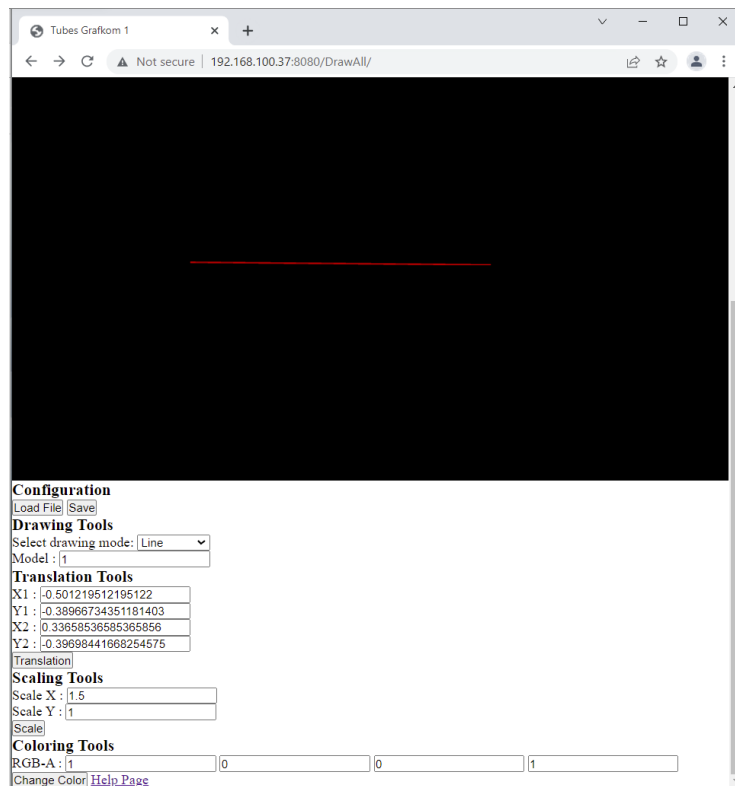 Tubes Grafkom 1
Not secure 192.168.100.37:8080/DrawAll/
Configuration
Load File Save
Drawing Tools
Select drawing mode: Line
Model : 1
Translation Tools
X1 : -0.501219512195122
Y1 : -0.38966734351181403
X2 : 0.33658536585365856
Y2 : -0.39698441668254575
Translation
Scaling Tools
Scale X : 1.5
Scale Y : 1
Scale
Coloring Tools
RGB-A : 1 0 0 1
Change Color Help Page